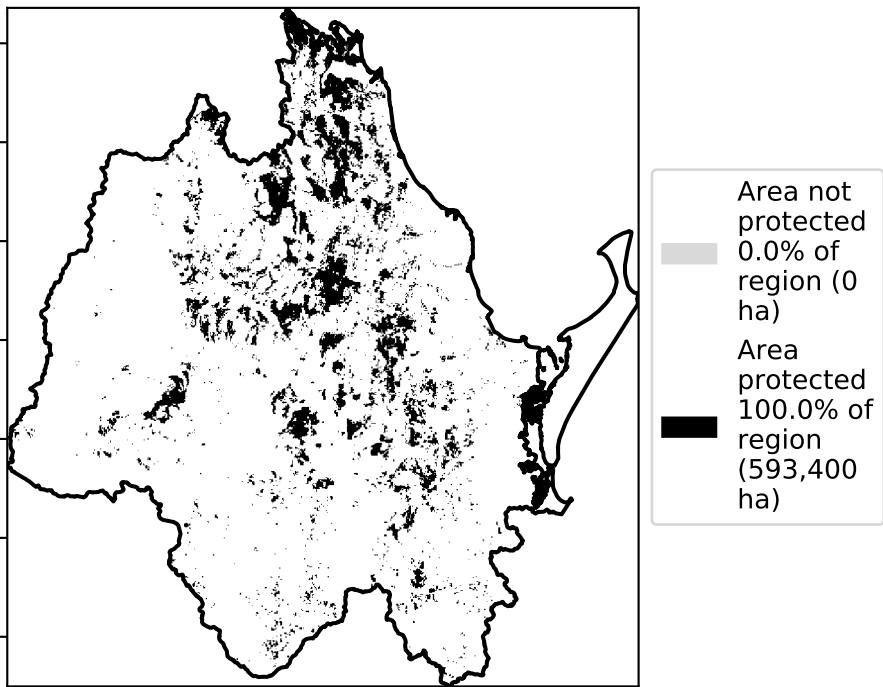 Area not
protected
0.0% of
region (0
ha)
Area
protected
100.0% of
region
(593,400
ha)